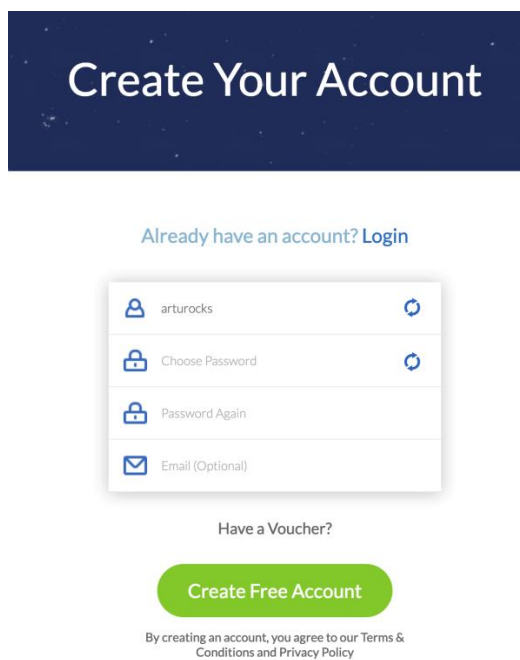 Create Your Account
Already have an account? Login
arturocks
Choose Password
Password Again
Email (Optional)
Have a Voucher?
Create Free Account
By creating an account, you agree to our Terms &
Conditions and Privacy Policy